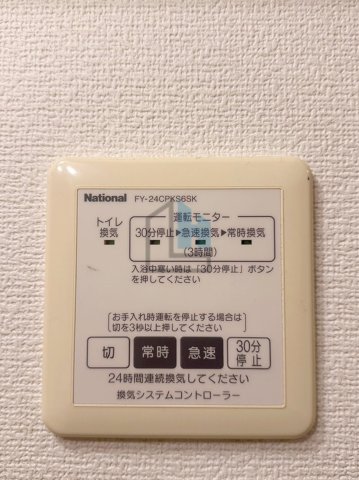 National FY-24CPKS6SK
トイレ換気
運転モニター
30分停止▶急速換気▶常時換気
(3時間)
入浴中寒い時は「30分停止」ボタン
を押してください
お手入れ時運転を停止する場合は
切を3秒以上押してください
切 常時 急速 30分停止
24時間連続換気してください
換気システムコントローラー